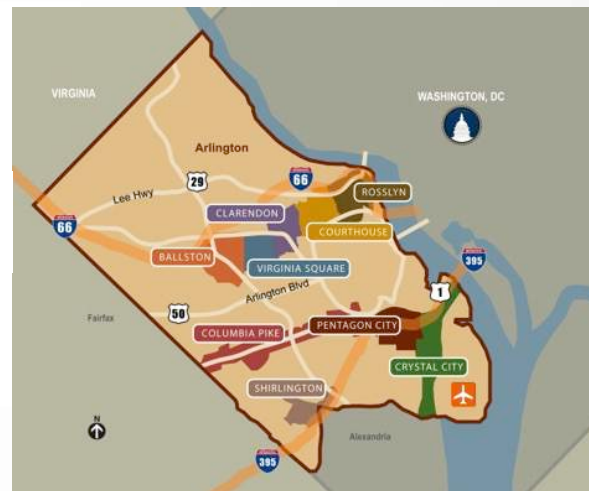 VIRGINIA
WASHINGTON, DC
Arlington
29
66
Lee Hwy
ROSSLYN
CLARENDON
66
COURTHOUSE
BALLSTON
VIRGINIA SQUARE
395
1
Arlington Blvd
50
Fairfax
COLUMBIA PIKE
PENTAGON CITY
CRYSTAL CITY
SHIRLINGTON
N
Alexandria
395